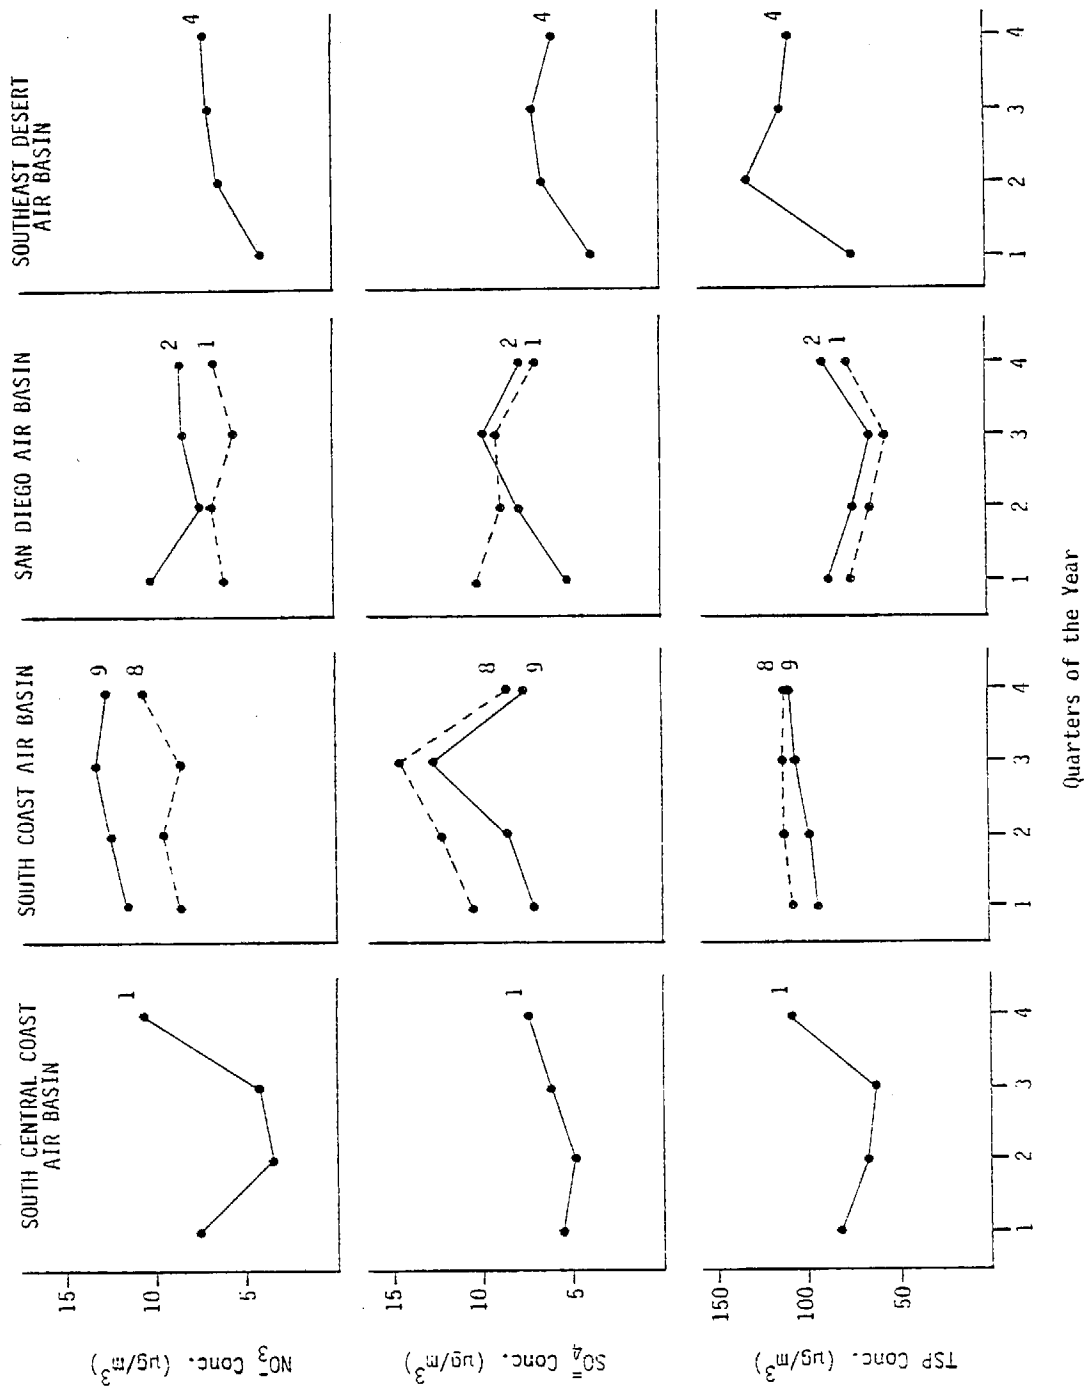 SOUTH CENTRAL COAST
AIR BASIN
SOUTH COAST AIR BASIN
SAN DIEGO AIR BASIN
SOUTHEAST DESERT
AIR BASIN
NO₃⁻ Conc. (µg/m³)
15
10
5
1
9
8
2
1
4
SO₄⁼ Conc. (µg/m³)
15
10
5
1
8
9
2
1
4
TSP Conc. (µg/m³)
150
100
50
1
8
9
2
1
4
1 2 3 4
1 2 3 4
1 2 3 4
1 2 3 4
Quarters of the Year